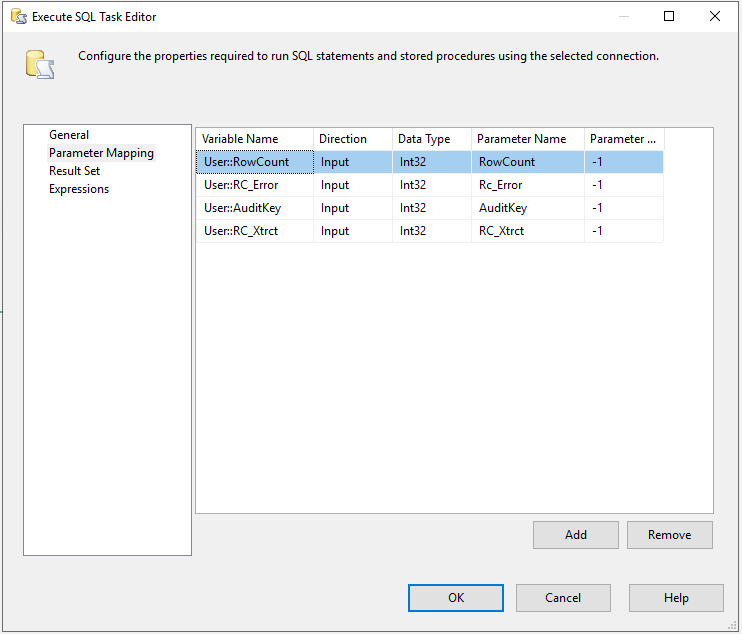 Execute SQL Task Editor
Configure the properties required to run SQL statements and stored procedures using the selected connection.
General
Parameter Mapping
Result Set
Expressions
Variable Name Direction Data Type Parameter Name Parameter ...
User::RowCount Input Int32 RowCount -1
User::RC_Error Input Int32 Rc_Error -1
User::AuditKey Input Int32 AuditKey -1
User::RC_Xtrct Input Int32 RC_Xtrct -1
Add Remove
OK Cancel Help